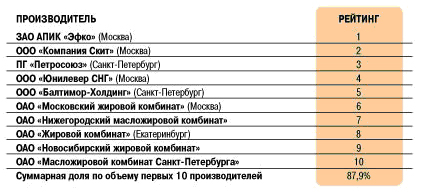 ПРОИЗВОДИТЕЛЬ РЕЙТИНГ
ЗАО АПИК «Эфко» (Москва) 1
ООО «Компания Скит» (Москва) 2
ПГ «Петросоюз» (Санкт-Петербург) 3
ООО «Юнилевер СНГ» (Москва) 4
ООО «Балтимор-Холдинг» (Санкт-Петербург) 5
ОАО «Московский жировой комбинат» (Москва) 6
ОАО «Нижегородский масложировой комбинат» 7
ОАО «Жировой комбинат» (Екатеринбург) 8
ОАО «Новосибирский жировой комбинат» 9
ОАО «Масложировой комбинат Санкт-Петербурга» 10
Суммарная доля по объему первых 10 производителей 87,9%